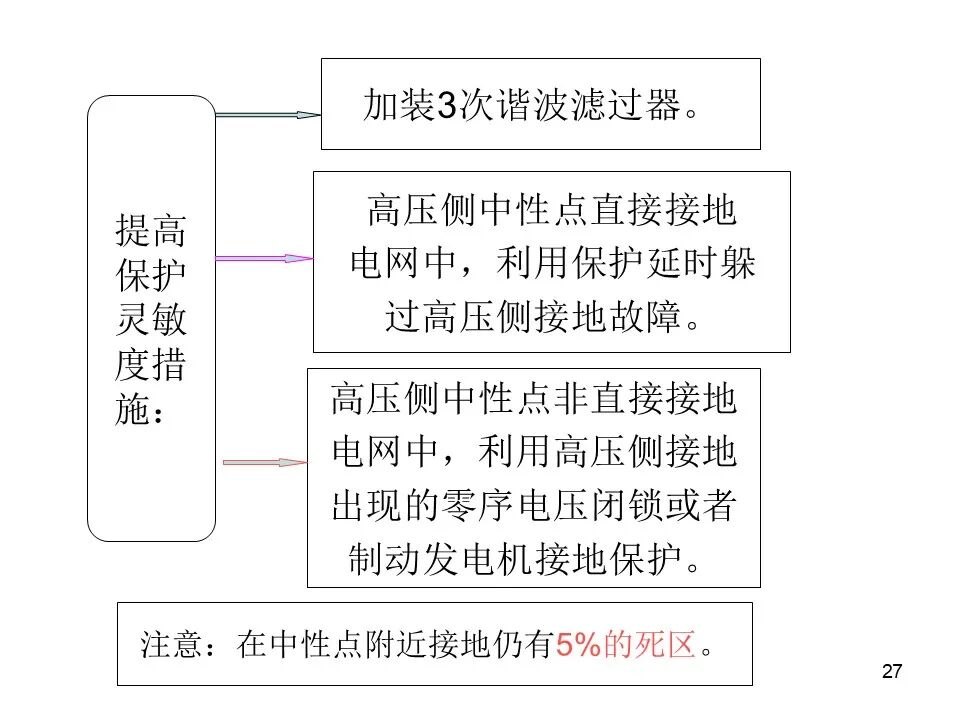 提高
保护
灵敏
度措
施：
加装3次谐波滤过器。
高压侧中性点直接接地
电网中，利用保护延时躲
过高压侧接地故障。
高压侧中性点非直接接地
电网中，利用高压侧接地
出现的零序电压闭锁或者
制动发电机接地保护。
注意：在中性点附近接地仍有5%的死区。
27